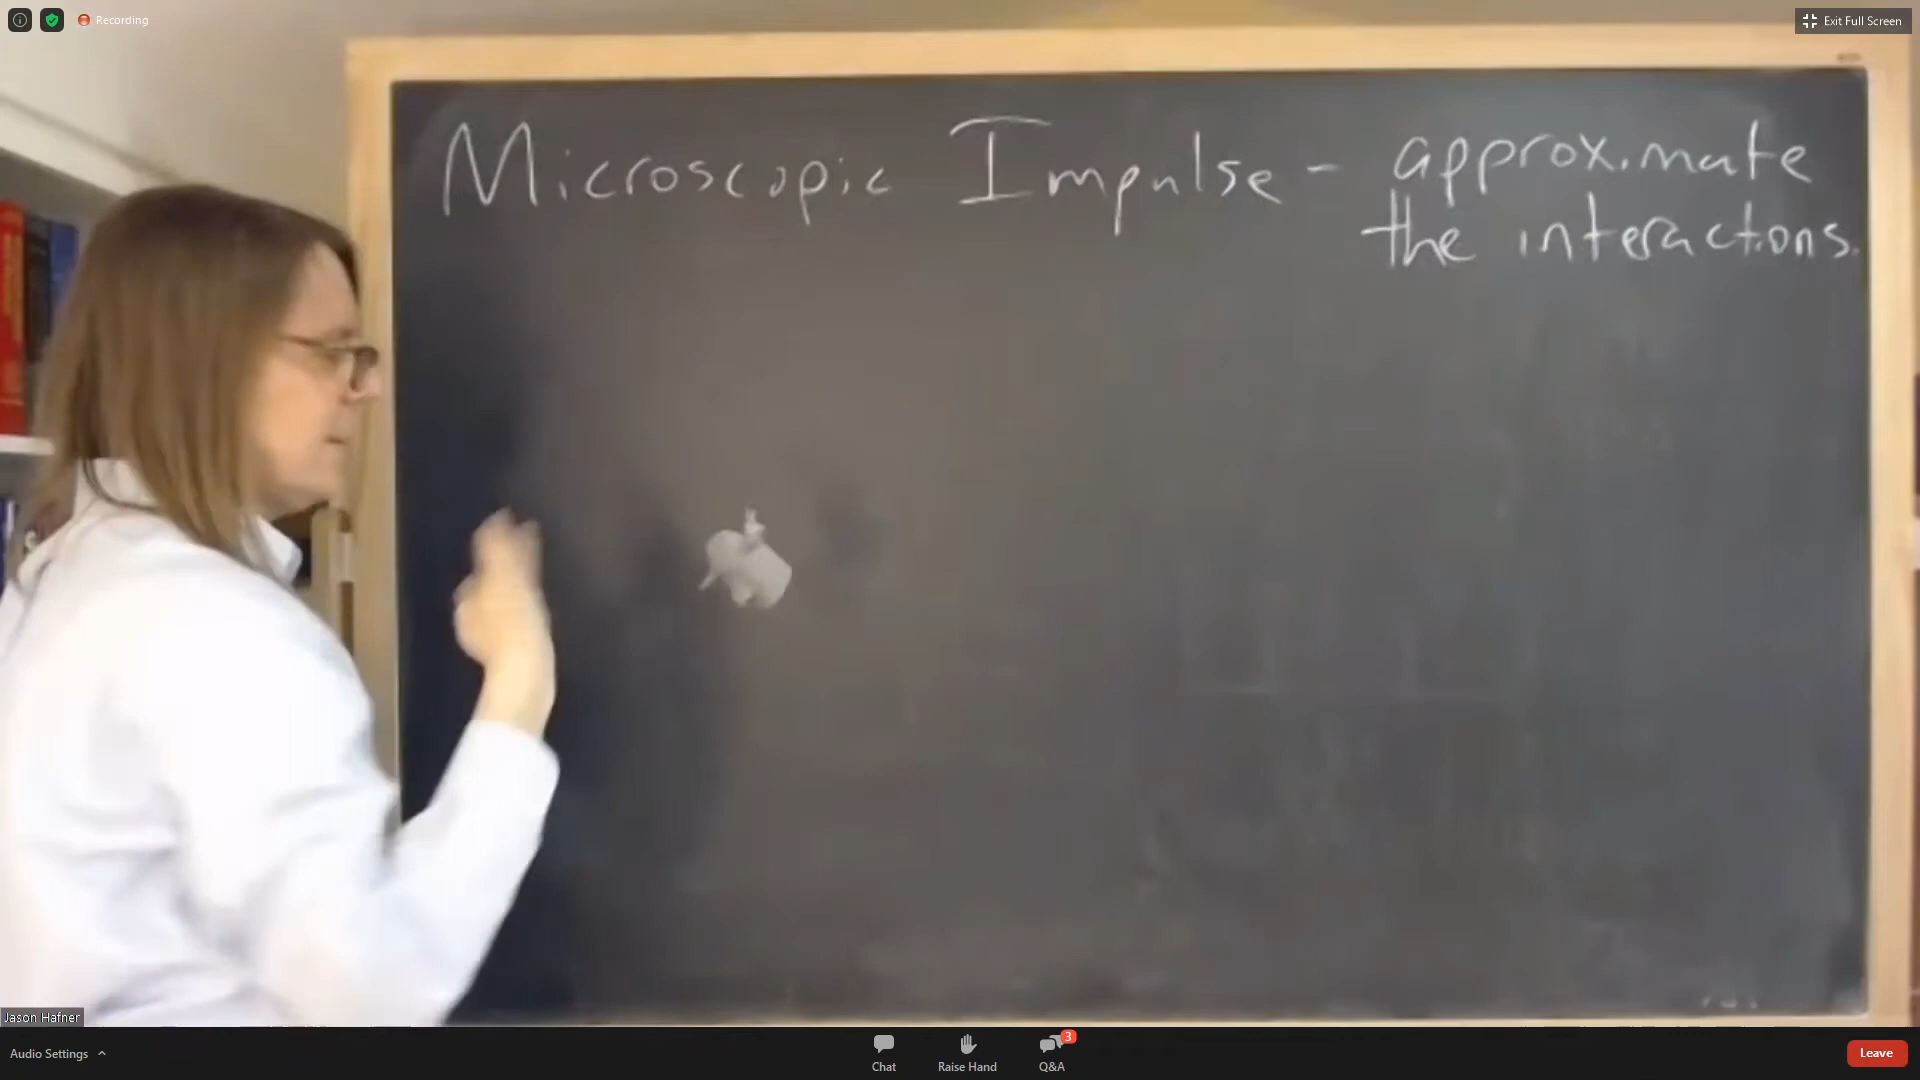 Recording
Exit Full Screen
Microscopic Impulse - approximate
the interactions.
Jason Hafner
Audio Settings
Chat
Raise Hand
3
Q&A
Leave